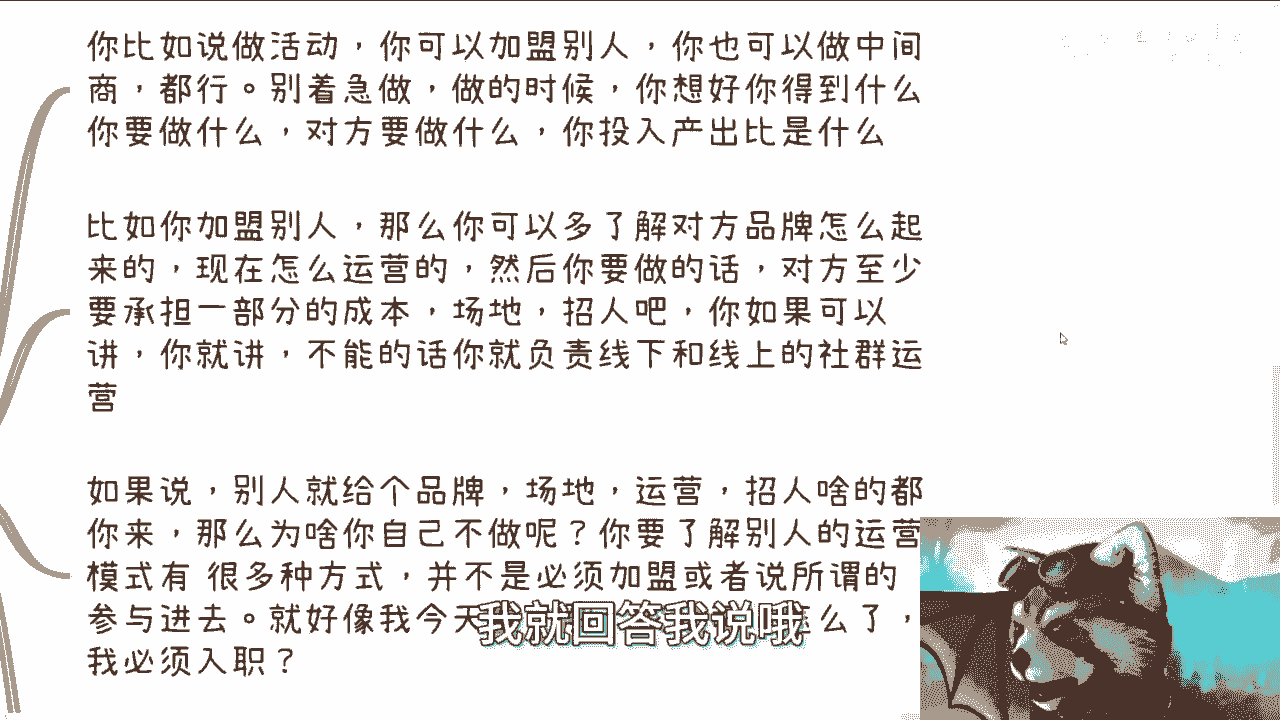 你比如说做活动，你可以加盟别人，你也可以做中间
商，都行。别着急做，做的时候，你想好你得到什么
你要做什么，对方要做什么，你投入产出比是什么
比如你加盟别人，那么你可以多了解对方品牌怎么起
来的，现在怎么运营的，然后你要做的话，对方至少
要承担一部分的成本，场地，招人吧，你如果可以
讲，你就讲，不能的话你就负责线下和线上的社群运
营
如果说，别人就给个品牌，场地，运营，招人啥的都
你来，那么为啥你自己不做呢？你要了解别人的运营
模式有 很多种方式，并不是必须加盟或者说所谓的
参与进去。就好像我今天 么了，
我必须入职？
我就回答我说哦